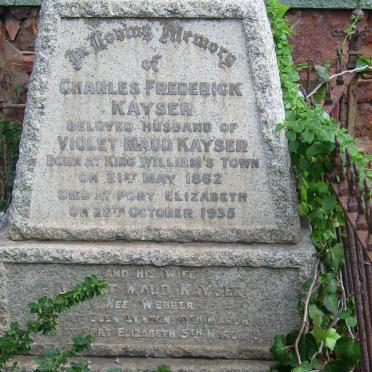 In Loving Memory
of
CHARLES FREDERICK
KAYSER
BELOVED HUSBAND OF
VIOLET MAUD KAYSER
BORN AT KING WILLIAM'S TOWN
ON 21ST MAY 1862
DIED AT PORT ELIZABETH
ON 29TH OCTOBER 1935
AND HIS WIFE
MAUD KAYSER
NEE WEBBER
PORT ELIZABETH 5TH MARCH